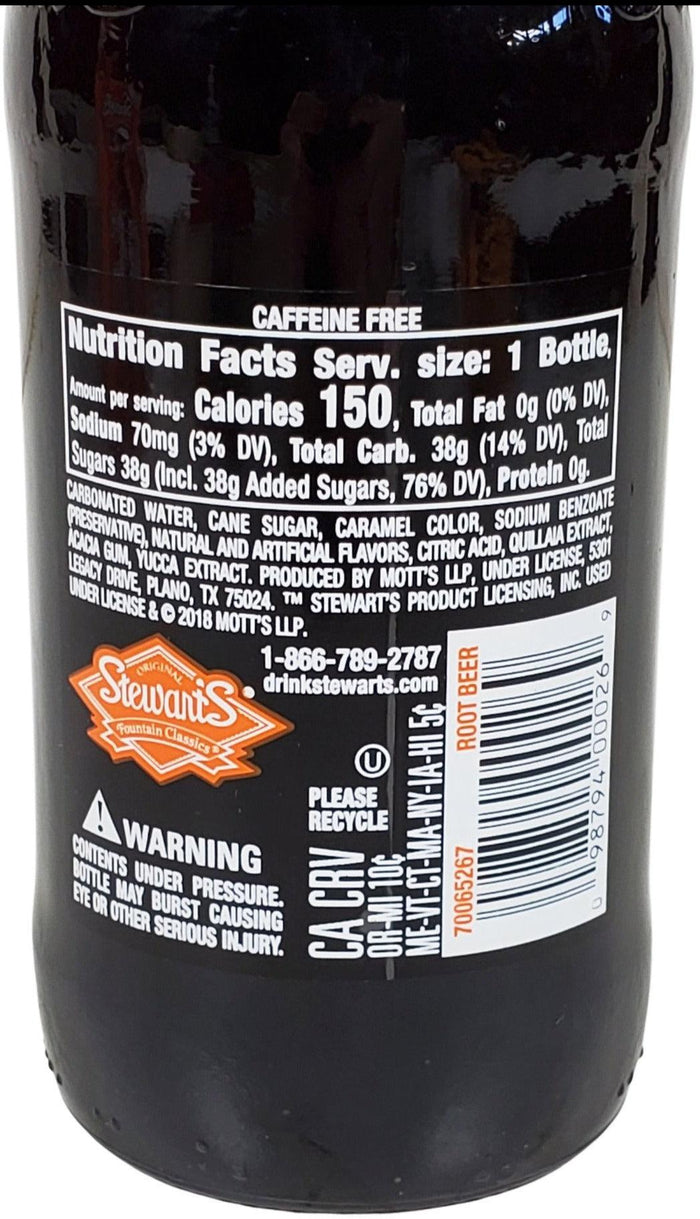 CAFFEINE FREE
Nutrition Facts Serv. size: 1 Bottle,
Amount per serving: Calories 150, Total Fat 0g (0% DV),
Sodium 70mg (3% DV), Total Carb. 38g (14% DV), Total
Sugars 38g (Incl. 38g Added Sugars, 76% DV), Protein 0g.
CARBONATED WATER, CANE SUGAR, CARAMEL COLOR, SODIUM BENZOATE
(PRESERVATIVE), NATURAL AND ARTIFICIAL FLAVORS, CITRIC ACID, QUILLAIA EXTRACT,
ACACIA GUM, YUCCA EXTRACT. PRODUCED BY MOTT'S LLP, UNDER LICENSE, 5301
LEGACY DRIVE, PLANO, TX 75024. ™ STEWART'S PRODUCT LICENSING, INC. USED
UNDER LICENSE & © 2018 MOTT'S LLP.
1-866-789-2787
drinkstewarts.com
ORIGINAL
Stewart's
Fountain Classics®
U
PLEASE
RECYCLE
WARNING
CONTENTS UNDER PRESSURE.
BOTTLE MAY BURST CAUSING
EYE OR OTHER SERIOUS INJURY.
CA CRV
OR-MI 10¢
ME-VT-CT-MA-NY-IA-HI 5¢
70065267 ROOT BEER
0 98794 00026 9